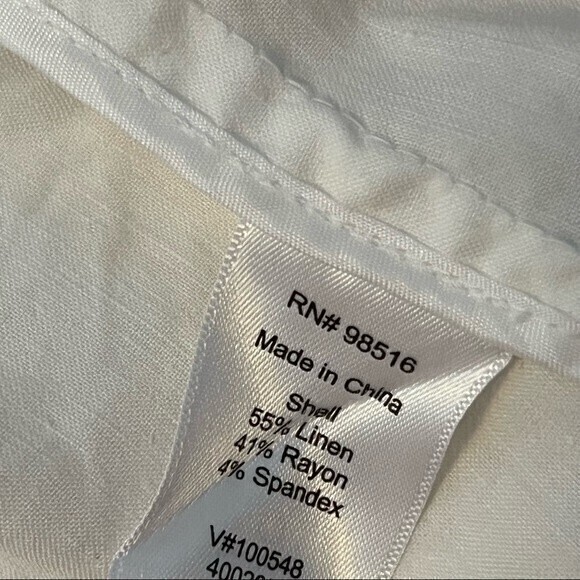 RN# 98516
Made in China
Shell
55% Linen
41% Rayon
4% Spandex
V#100548